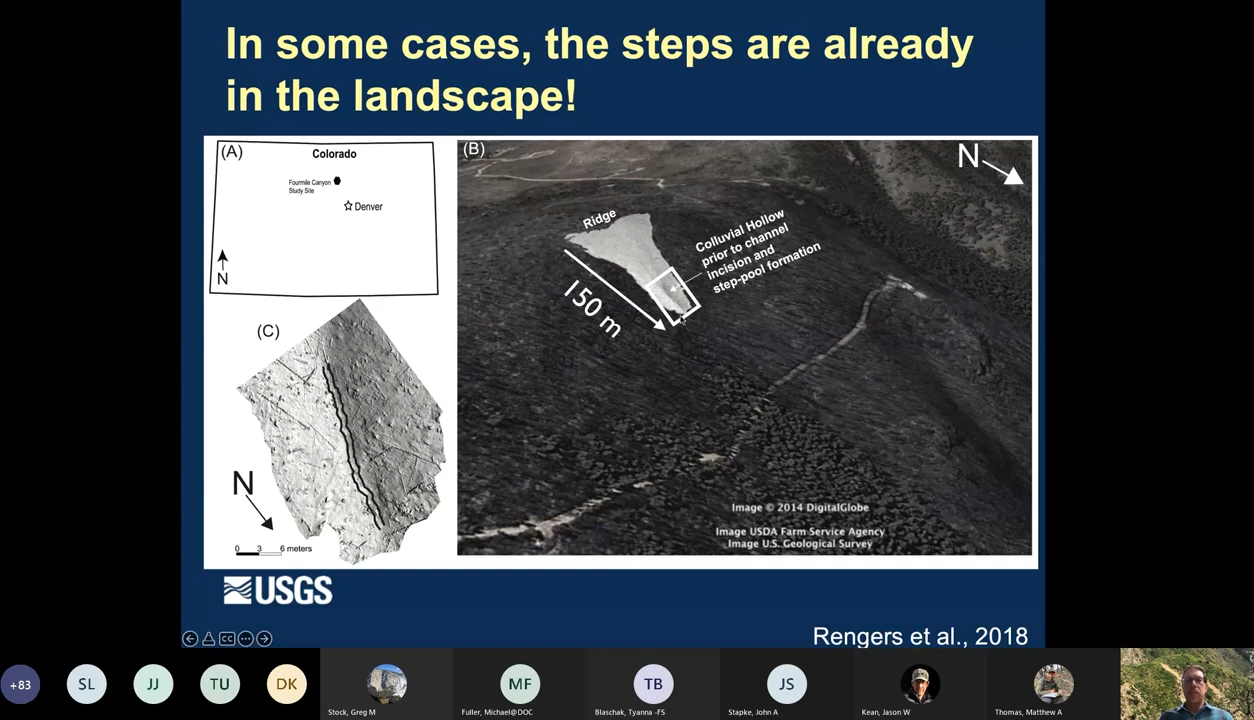 In some cases, the steps are already
in the landscape!
(A)
Colorado
Fourmile Canyon
Study Site
Denver
N
(B)
N
Ridge
150 m
Colluvial Hollow
prior to channel
incision and
step-pool formation
Image © 2014 DigitalGlobe
Image USDA Farm Service Agency
Image U.S. Geological Survey
(C)
N
0 3 6 meters
USGS
Rengers et al., 2018
CC
+83
SL
JJ
TU
DK
Stock, Greg M
MF
Fuller, Michael@DOC
TB
Blaschak, Tyanna -FS
JS
Stapke, John A
Kean, Jason W
Thomas, Matthew A